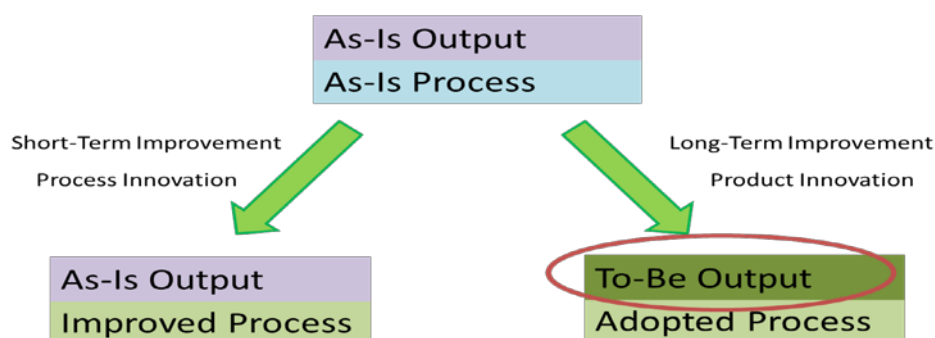 As-Is Output
As-Is Process
Short-Term Improvement
Process Innovation
Long-Term Improvement
Product Innovation
As-Is Output
Improved Process
To-Be Output
Adopted Process